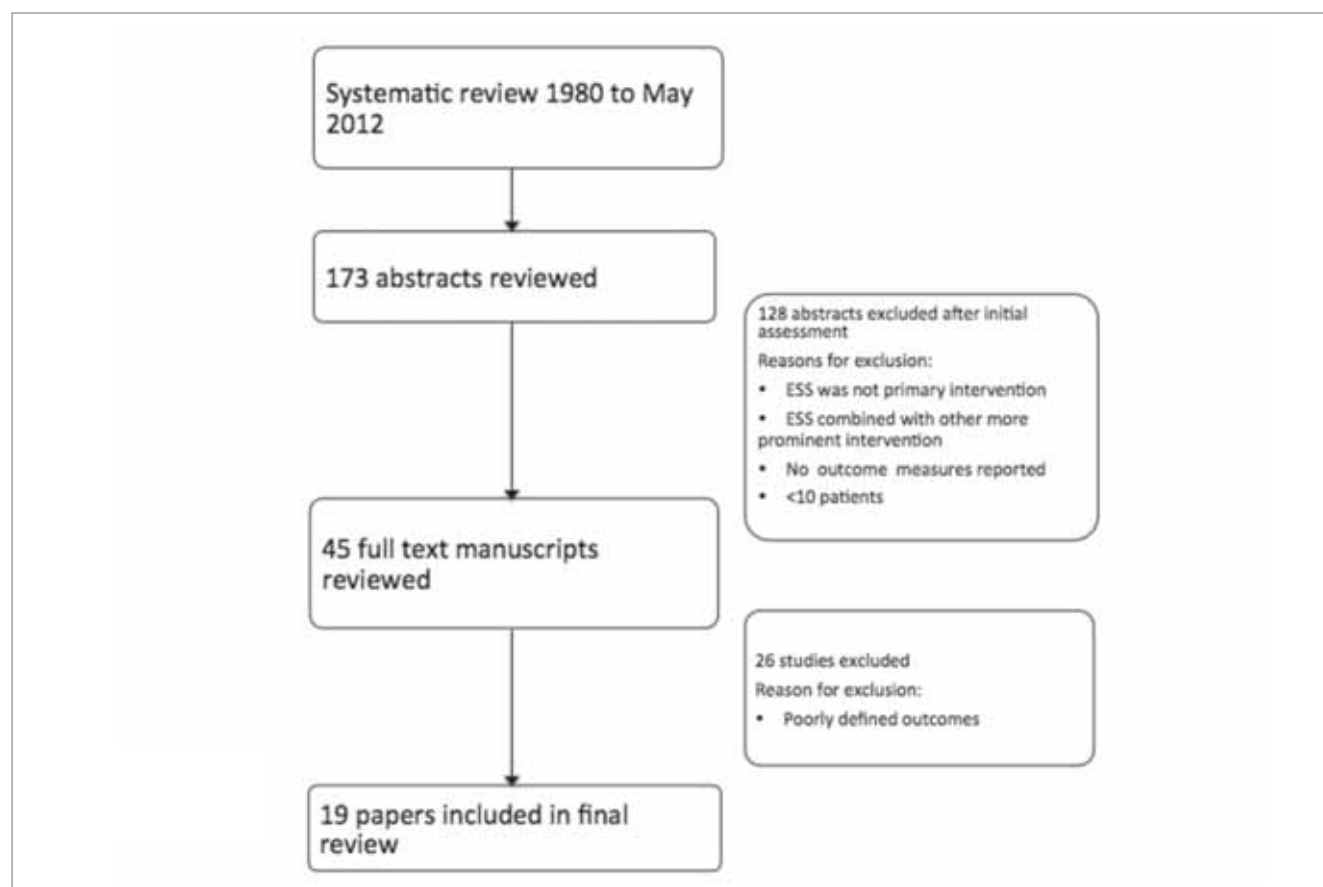 Systematic review 1980 to May
2012
173 abstracts reviewed
128 abstracts excluded after initial
assessment
Reasons for exclusion:
• ESS was not primary intervention
• ESS combined with other more
prominent intervention
• No outcome measures reported
• <10 patients
45 full text manuscripts
reviewed
26 studies excluded
Reason for exclusion:
• Poorly defined outcomes
19 papers included in final
review